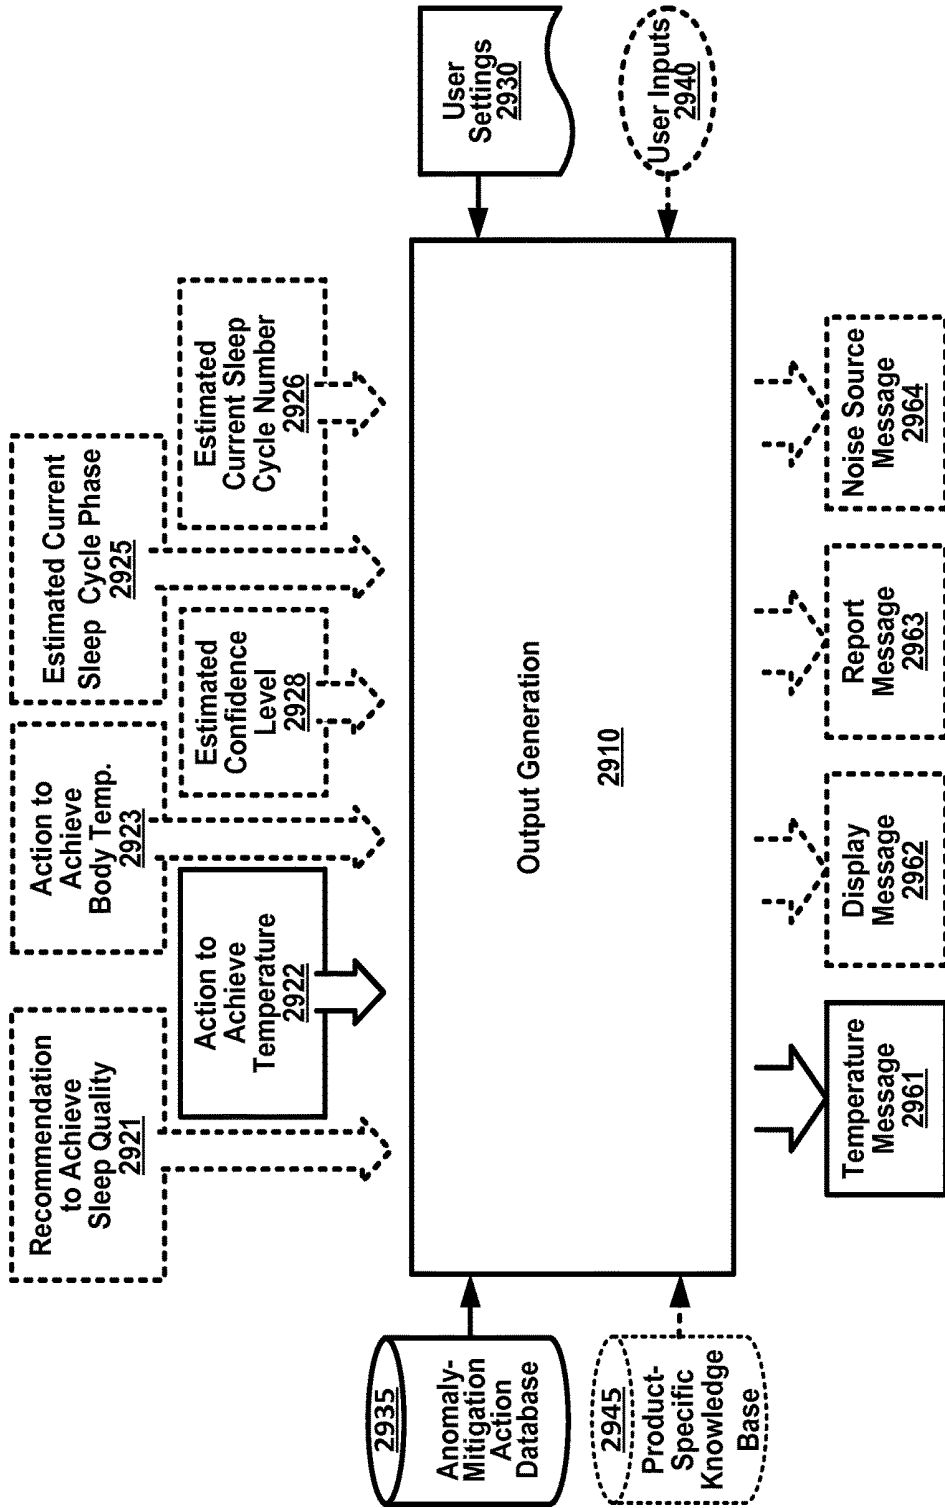 Recommendation
to Achieve
Sleep Quality
2921
Action to
Achieve
Temperature
2922
Action to
Achieve
Body Temp.
2923
Estimated
Confidence
Level
2928
Estimated Current
Sleep Cycle Phase
2925
Estimated
Current Sleep
Cycle Number
2926
2935
Anomaly-
Mitigation
Action
Database
2945
Product-
Specific
Knowledge
Base
Output Generation
2910
User
Settings
2930
User Inputs
2940
Temperature
Message
2961
Display
Message
2962
Report
Message
2963
Noise Source
Message
2964